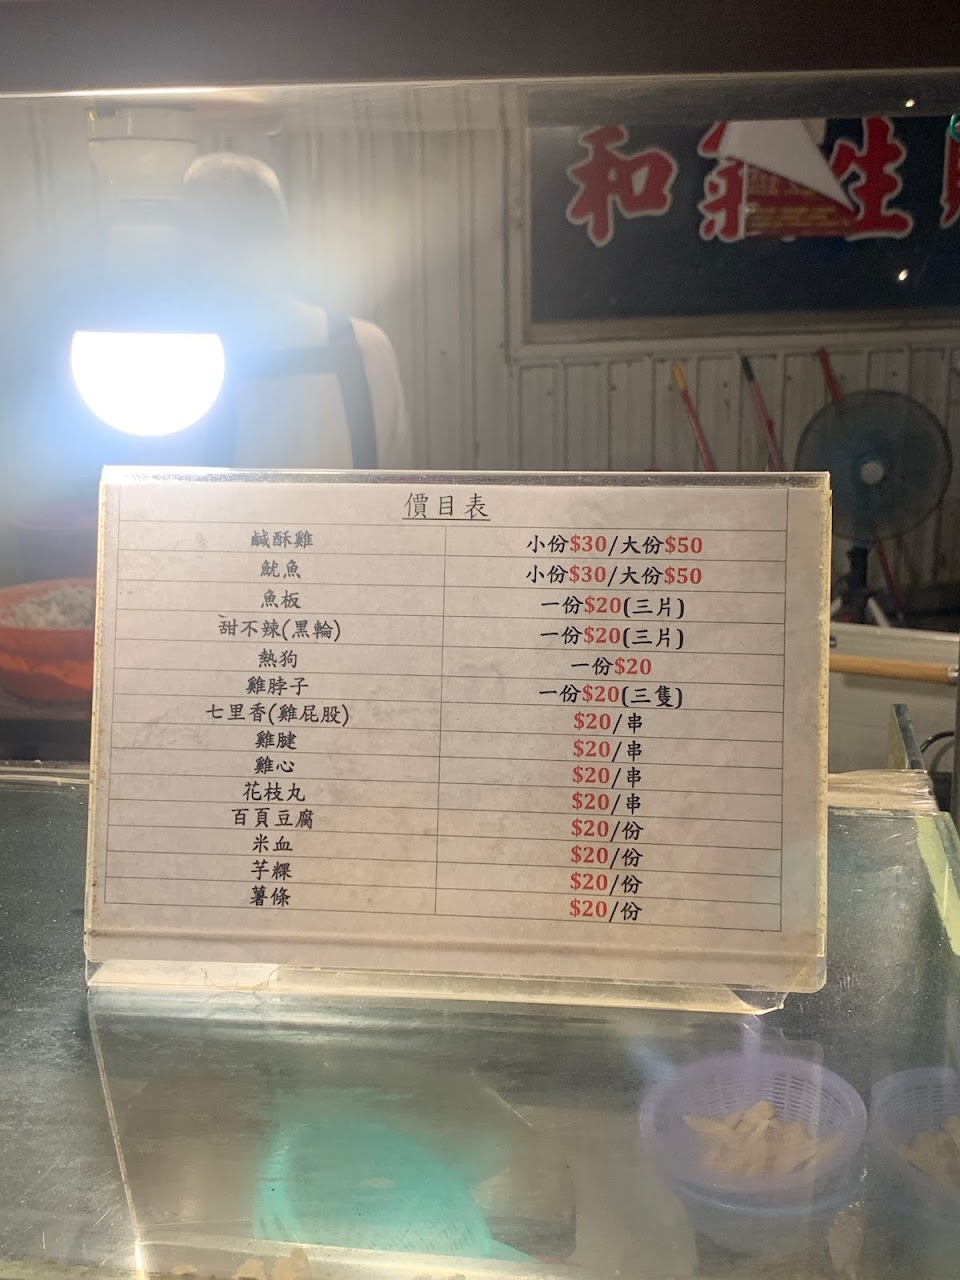 和氣生
價目表
鹹酥雞 小份$30/大份$50
魷魚 小份$30/大份$50
魚板 一份$20(三片)
甜不辣(黑輪) 一份$20(三片)
熱狗 一份$20
雞脖子 一份$20(三隻)
七里香(雞屁股) $20/串
雞腱 $20/串
雞心 $20/串
花枝丸 $20/串
百頁豆腐 $20/份
米血 $20/份
芋粿 $20/份
薯條 $20/份